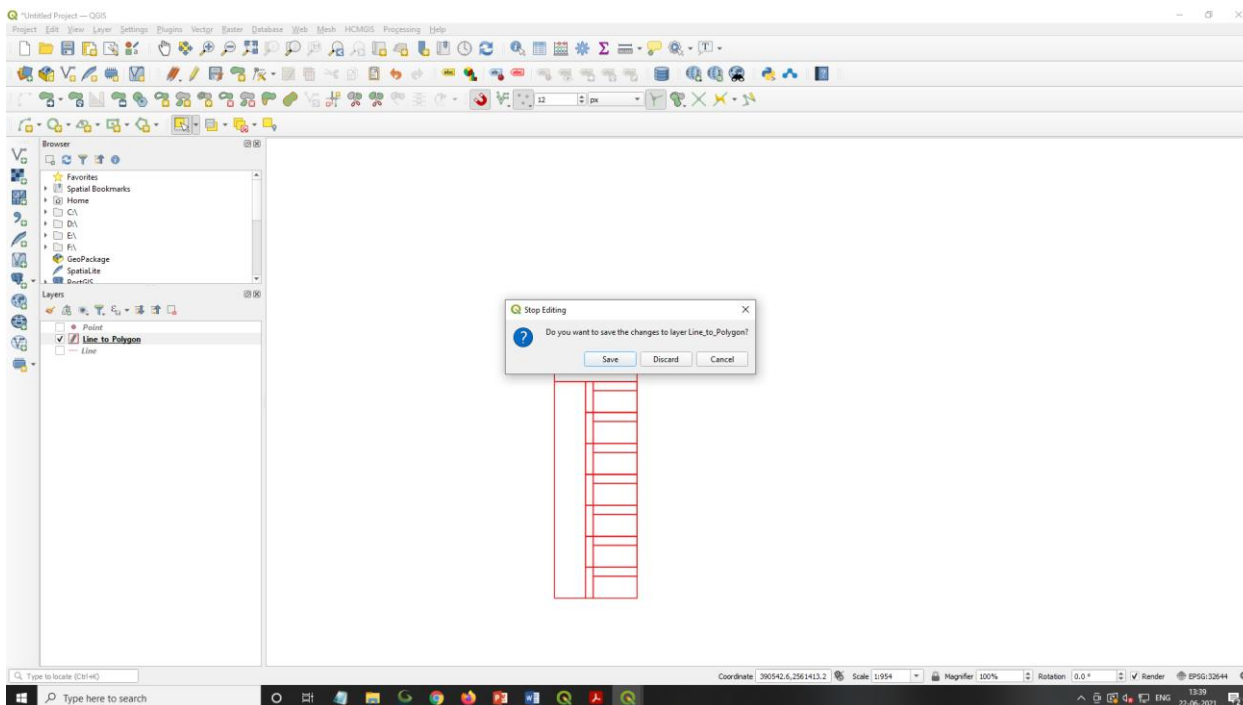 *Untitled Project — QGIS
Project Edit View Layer Settings Plugins Vector Raster Database Web Mesh HCMGIS Processing Help
12 px
Browser
Favorites
Spatial Bookmarks
Home
C:\
D:\
E:\
F:\
GeoPackage
SpatiaLite
PostGIS
Layers
Point
Line_to_Polygon
Line
Stop Editing
Do you want to save the changes to layer Line_to_Polygon?
Save Discard Cancel
Type to locate (Ctrl+K) Coordinate 390542.6,2561413.2 Scale 1:954 Magnifier 100% Rotation 0.0 ° Render EPSG:32644
Type here to search ENG 13:39
22-06-2021